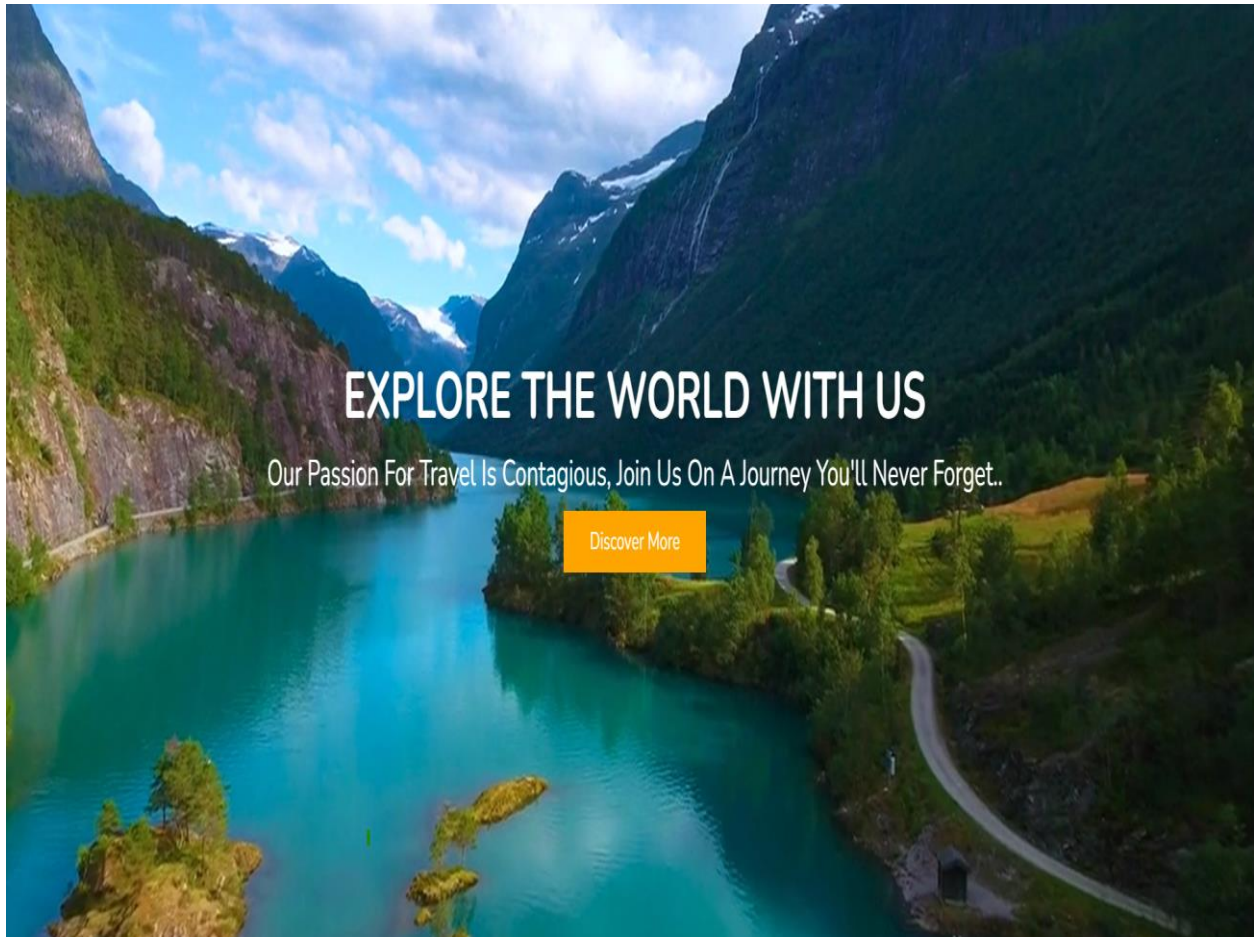 EXPLORE THE WORLD WITH US
Our Passion For Travel Is Contagious, Join Us On A Journey You'll Never Forget..
Discover More